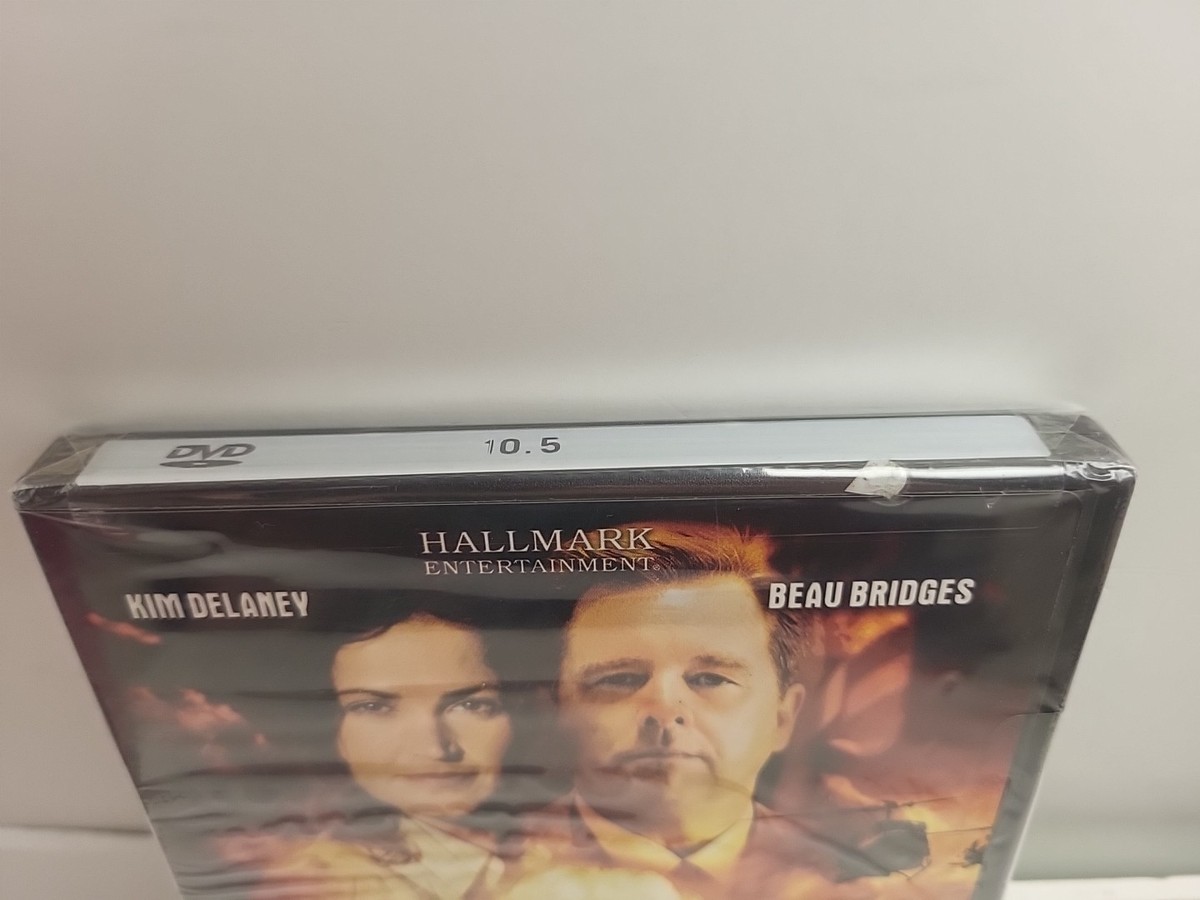 DVD 10.5
HALLMARK
ENTERTAINMENT®
KIM DELANEY BEAU BRIDGES